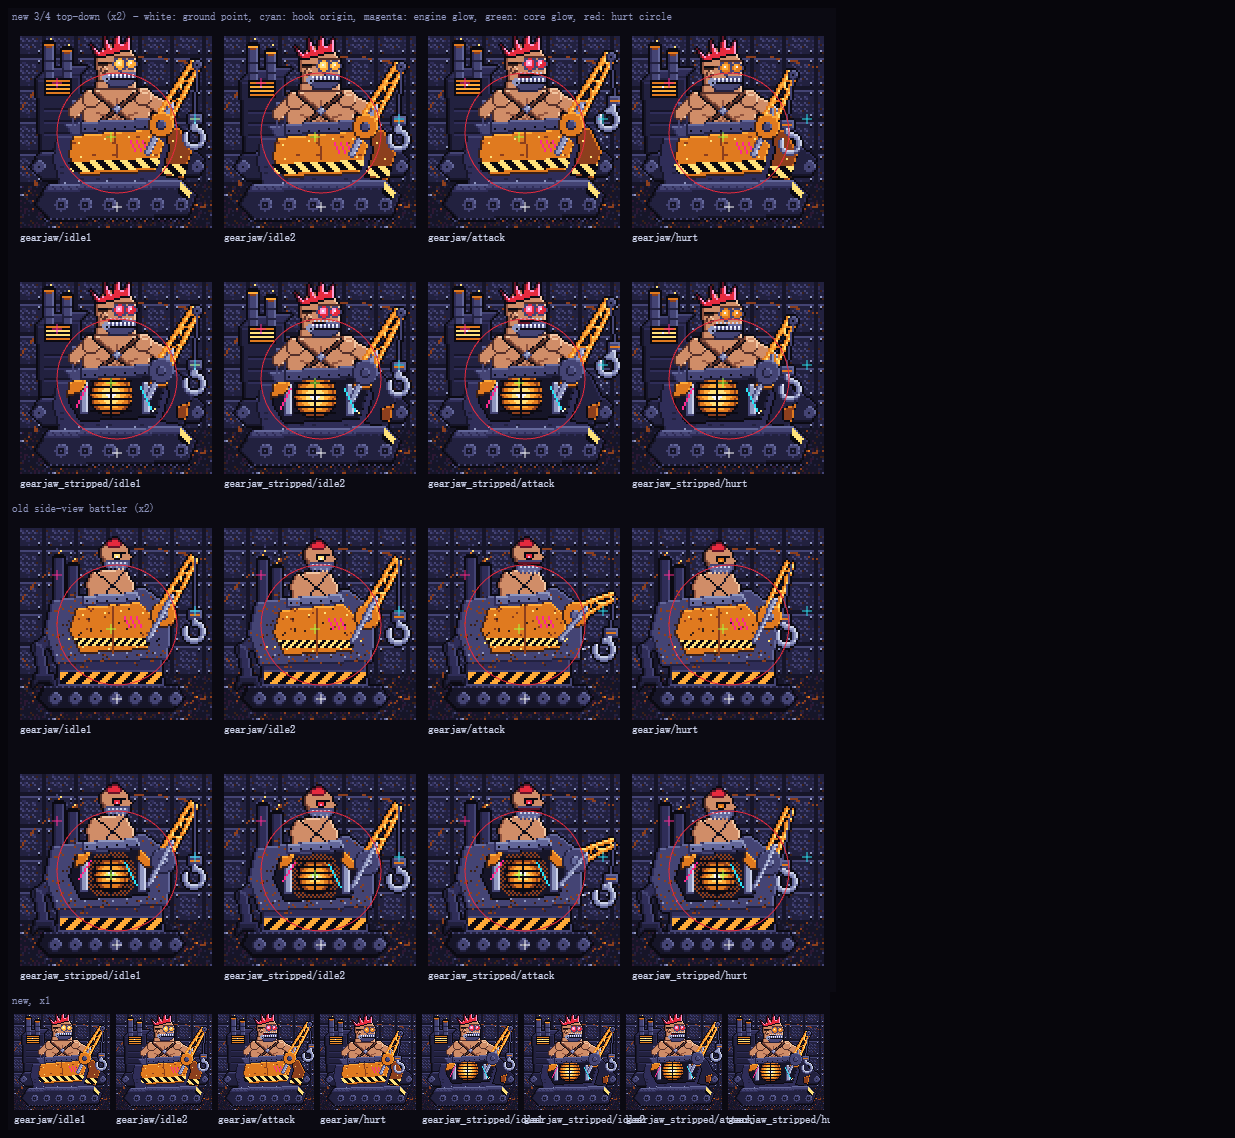 new 3/4 top-down (x2) - white: ground point, cyan: hook origin, magenta: engine glow, green: core glow, red: hurt circle
gearjaw/idle1 gearjaw/idle2 gearjaw/attack gearjaw/hurt
gearjaw_stripped/idle1 gearjaw_stripped/idle2 gearjaw_stripped/attack gearjaw_stripped/hurt
old side-view battler (x2)
gearjaw/idle1 gearjaw/idle2 gearjaw/attack gearjaw/hurt
gearjaw_stripped/idle1 gearjaw_stripped/idle2 gearjaw_stripped/attack gearjaw_stripped/hurt
new, x1
gearjaw/idle1 gearjaw/idle2 gearjaw/attack gearjaw/hurt